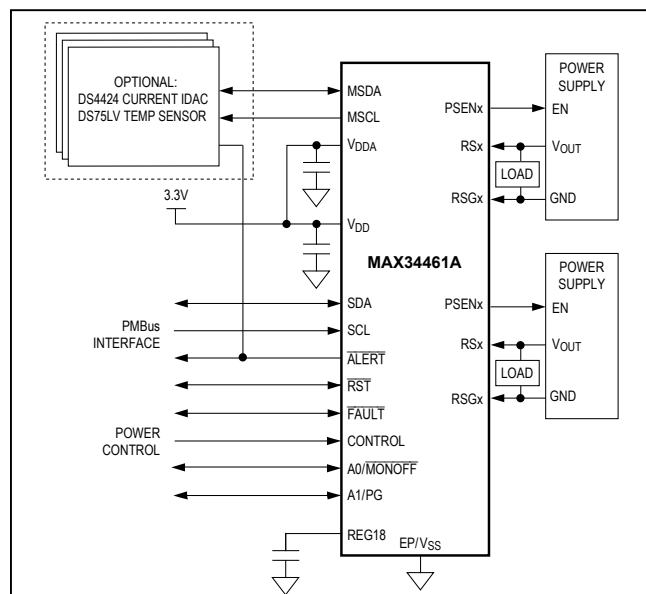 OPTIONAL:
DS4424 CURRENT IDAC
DS75LV TEMP SENSOR
3.3V
PMBus
INTERFACE
POWER
CONTROL
MSDA
MSCL
VDDA
VDD
SDA
SCL
ALERT
RST
FAULT
CONTROL
A0/MONOFF
A1/PG
REG18
EP/VSS
MAX34461A
PSENx
RSx
RSGx
PSENx
RSx
RSGx
POWER
SUPPLY
EN
VOUT
LOAD
GND
POWER
SUPPLY
EN
VOUT
LOAD
GND